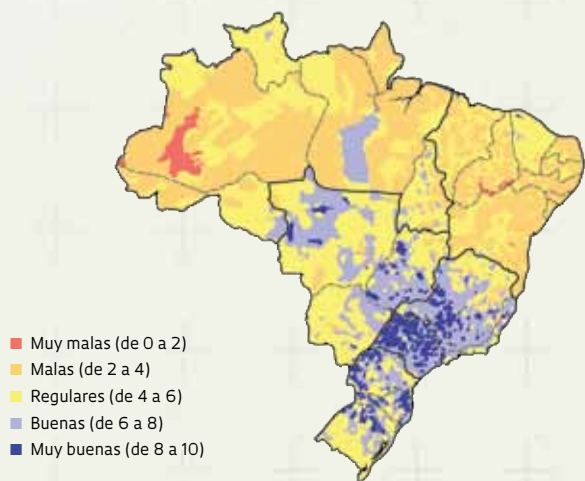 Muy malas (de 0 a 2)
Malas (de 2 a 4)
Regulares (de 4 a 6)
Buenas (de 6 a 8)
Muy buenas (de 8 a 10)